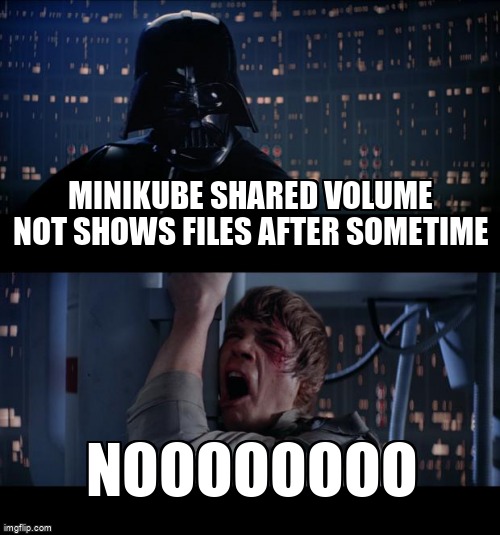 MINIKUBE SHARED VOLUME
NOT SHOWS FILES AFTER SOMETIME
NOOOOOOOO
imgflip.com